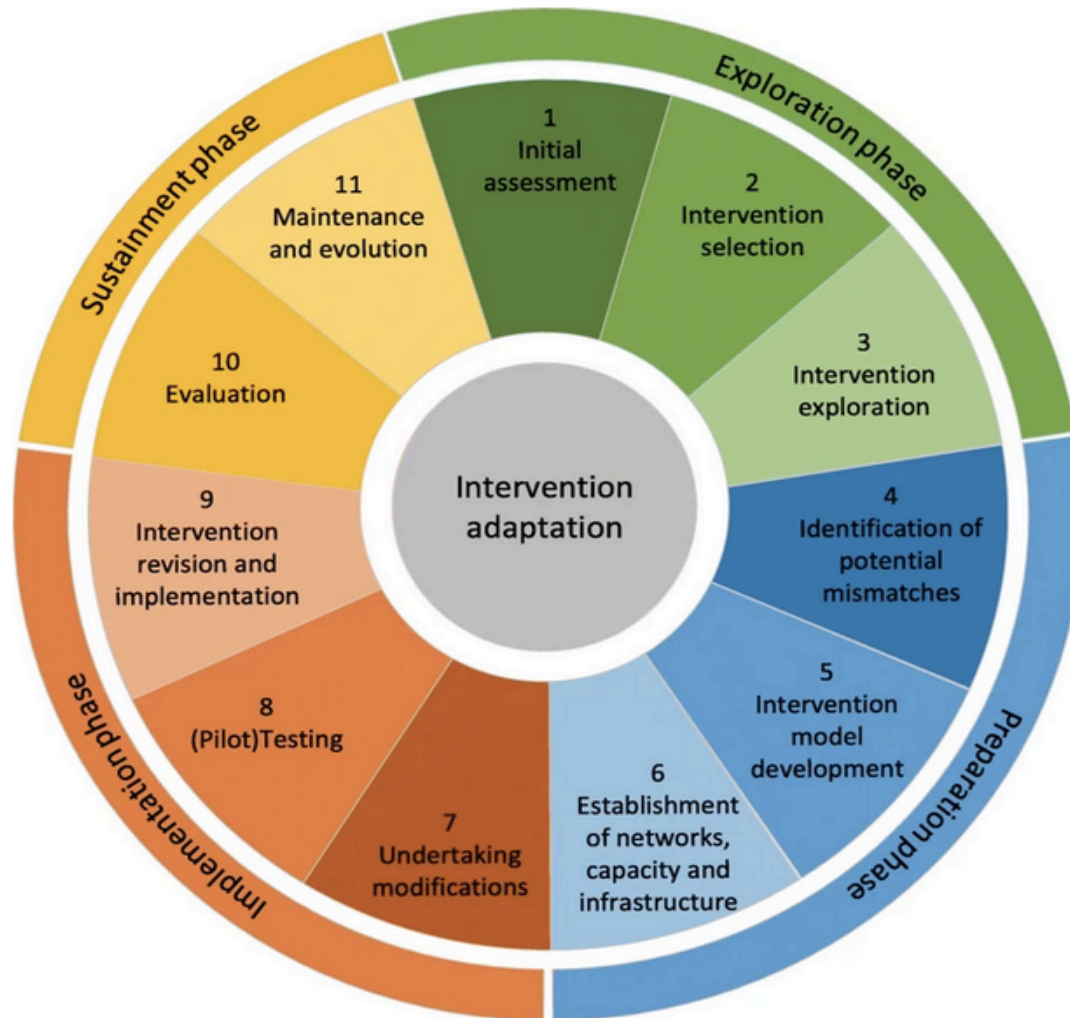 Exploration phase
1
Initial
assessment
2
Intervention
selection
3
Intervention
exploration
Preparation phase
4
Identification of
potential
mismatches
5
Intervention
model
development
6
Establishment
of networks,
capacity and
infrastructure
Implementation phase
7
Undertaking
modifications
8
(Pilot)Testing
9
Intervention
revision and
implementation
Sustainment phase
10
Evaluation
11
Maintenance
and evolution
Intervention
adaptation